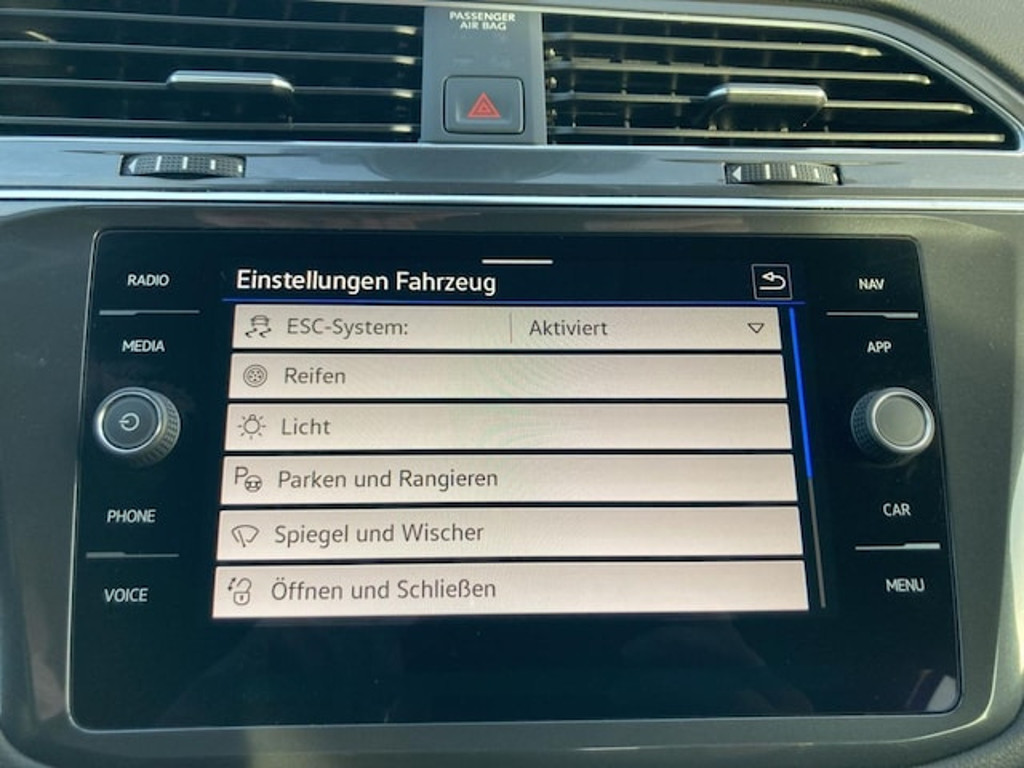 PASSENGER
AIR BAG
RADIO
MEDIA
PHONE
VOICE
Einstellungen Fahrzeug
ESC-System: Aktiviert
Reifen
Licht
Parken und Rangieren
Spiegel und Wischer
Öffnen und Schließen
NAV
APP
CAR
MENU